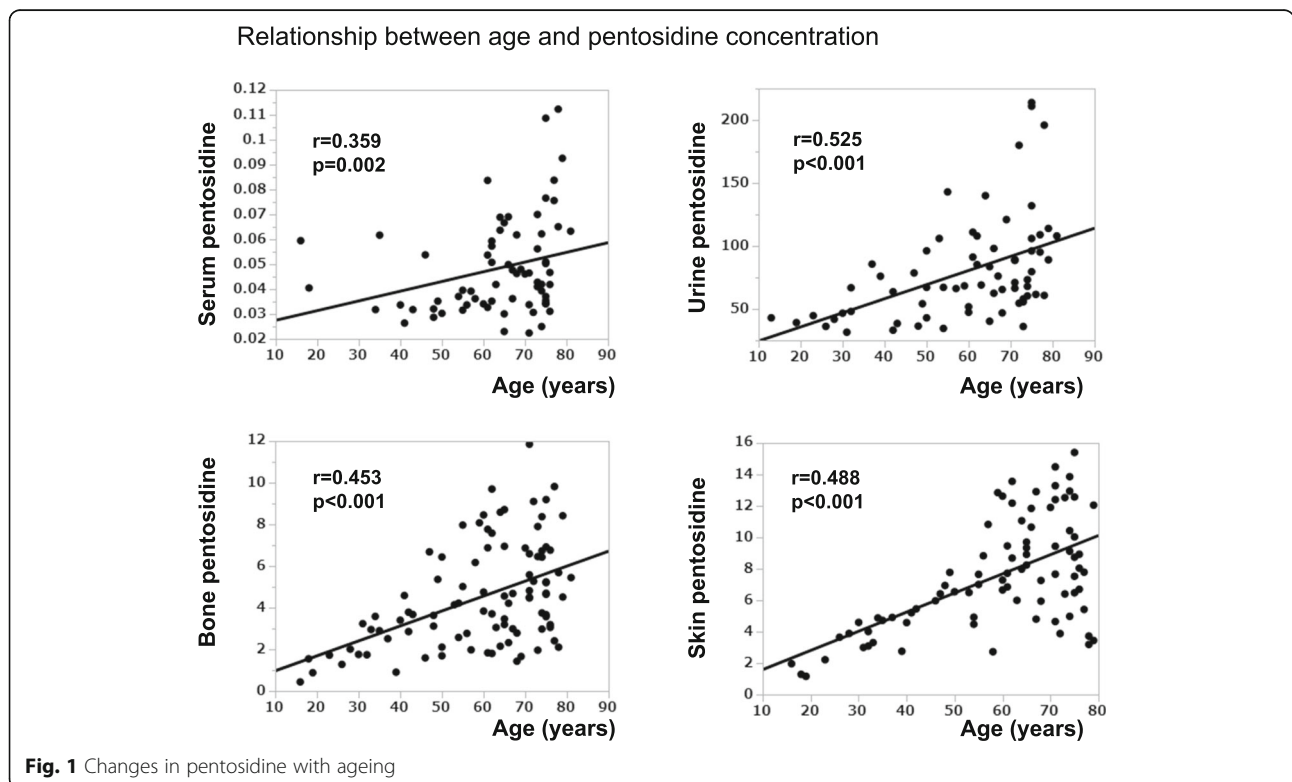 Relationship between age and pentosidine concentration
Serum pentosidine
0.12
0.11
0.1
0.09
0.08
0.07
0.06
0.05
0.04
0.03
0.02
r=0.359
p=0.002
10 20 30 40 50 60 70 80 90
Age (years)
Urine pentosidine
200
150
100
50
r=0.525
p<0.001
10 20 30 40 50 60 70 80 90
Age (years)
Bone pentosidine
12
10
8
6
4
2
0
r=0.453
p<0.001
10 20 30 40 50 60 70 80 90
Age (years)
Skin pentosidine
16
14
12
10
8
6
4
2
0
r=0.488
p<0.001
10 20 30 40 50 60 70 80
Age (years)
Fig. 1 Changes in pentosidine with ageing